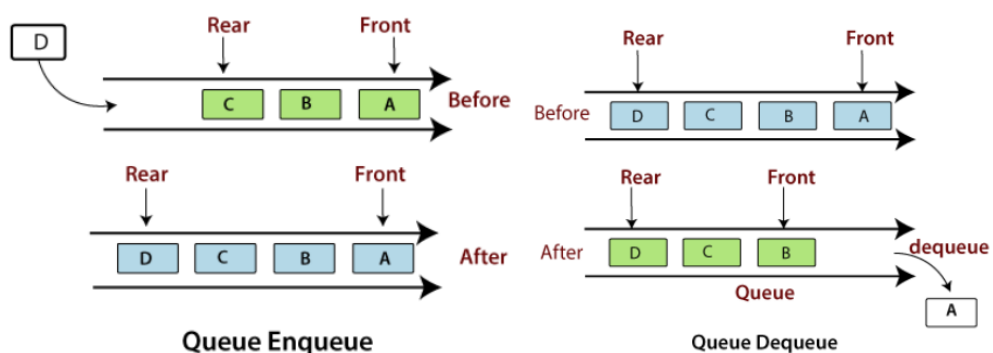 D
Rear Front
C B A Before
Rear Front
D C B A After
Queue Enqueue
Rear Front
Before D C B A
Rear Front
After D C B dequeue
Queue
A
Queue Dequeue